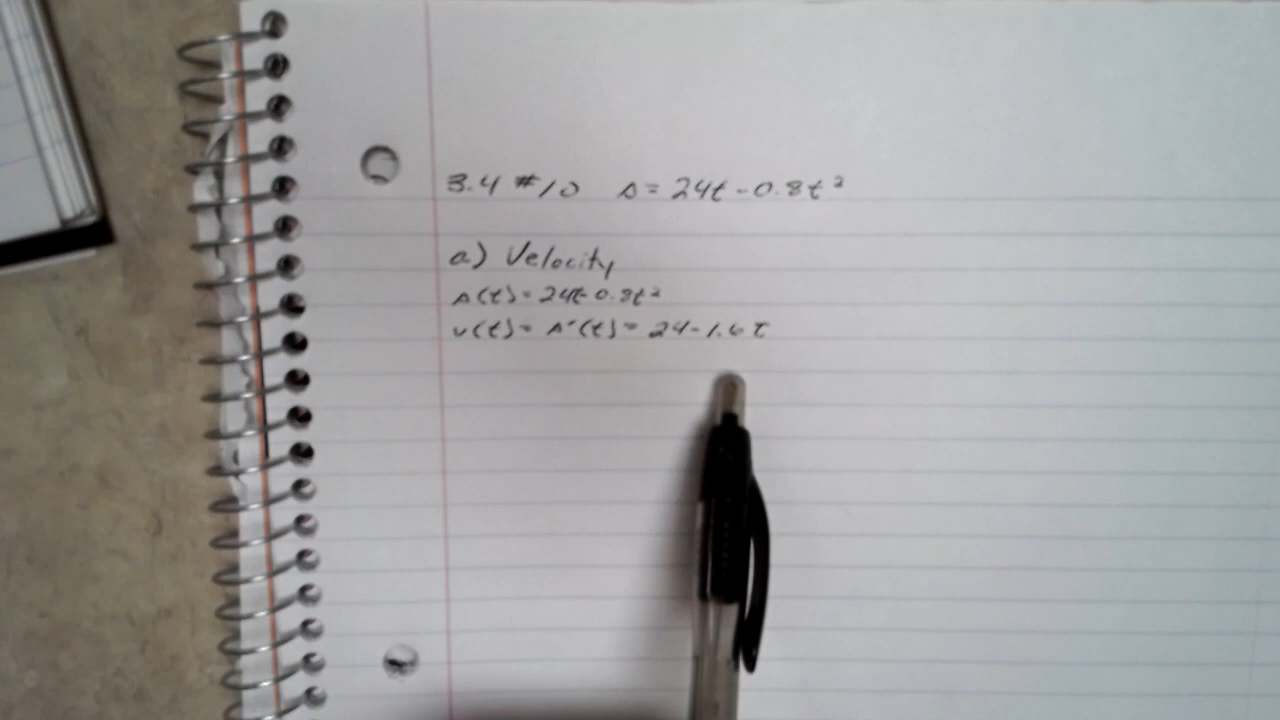 3.4 #10 s = 24t - 0.8t²
a) Velocity
s(t) = 24t - 0.8t²
v(t) = s'(t) = 24 - 1.6t